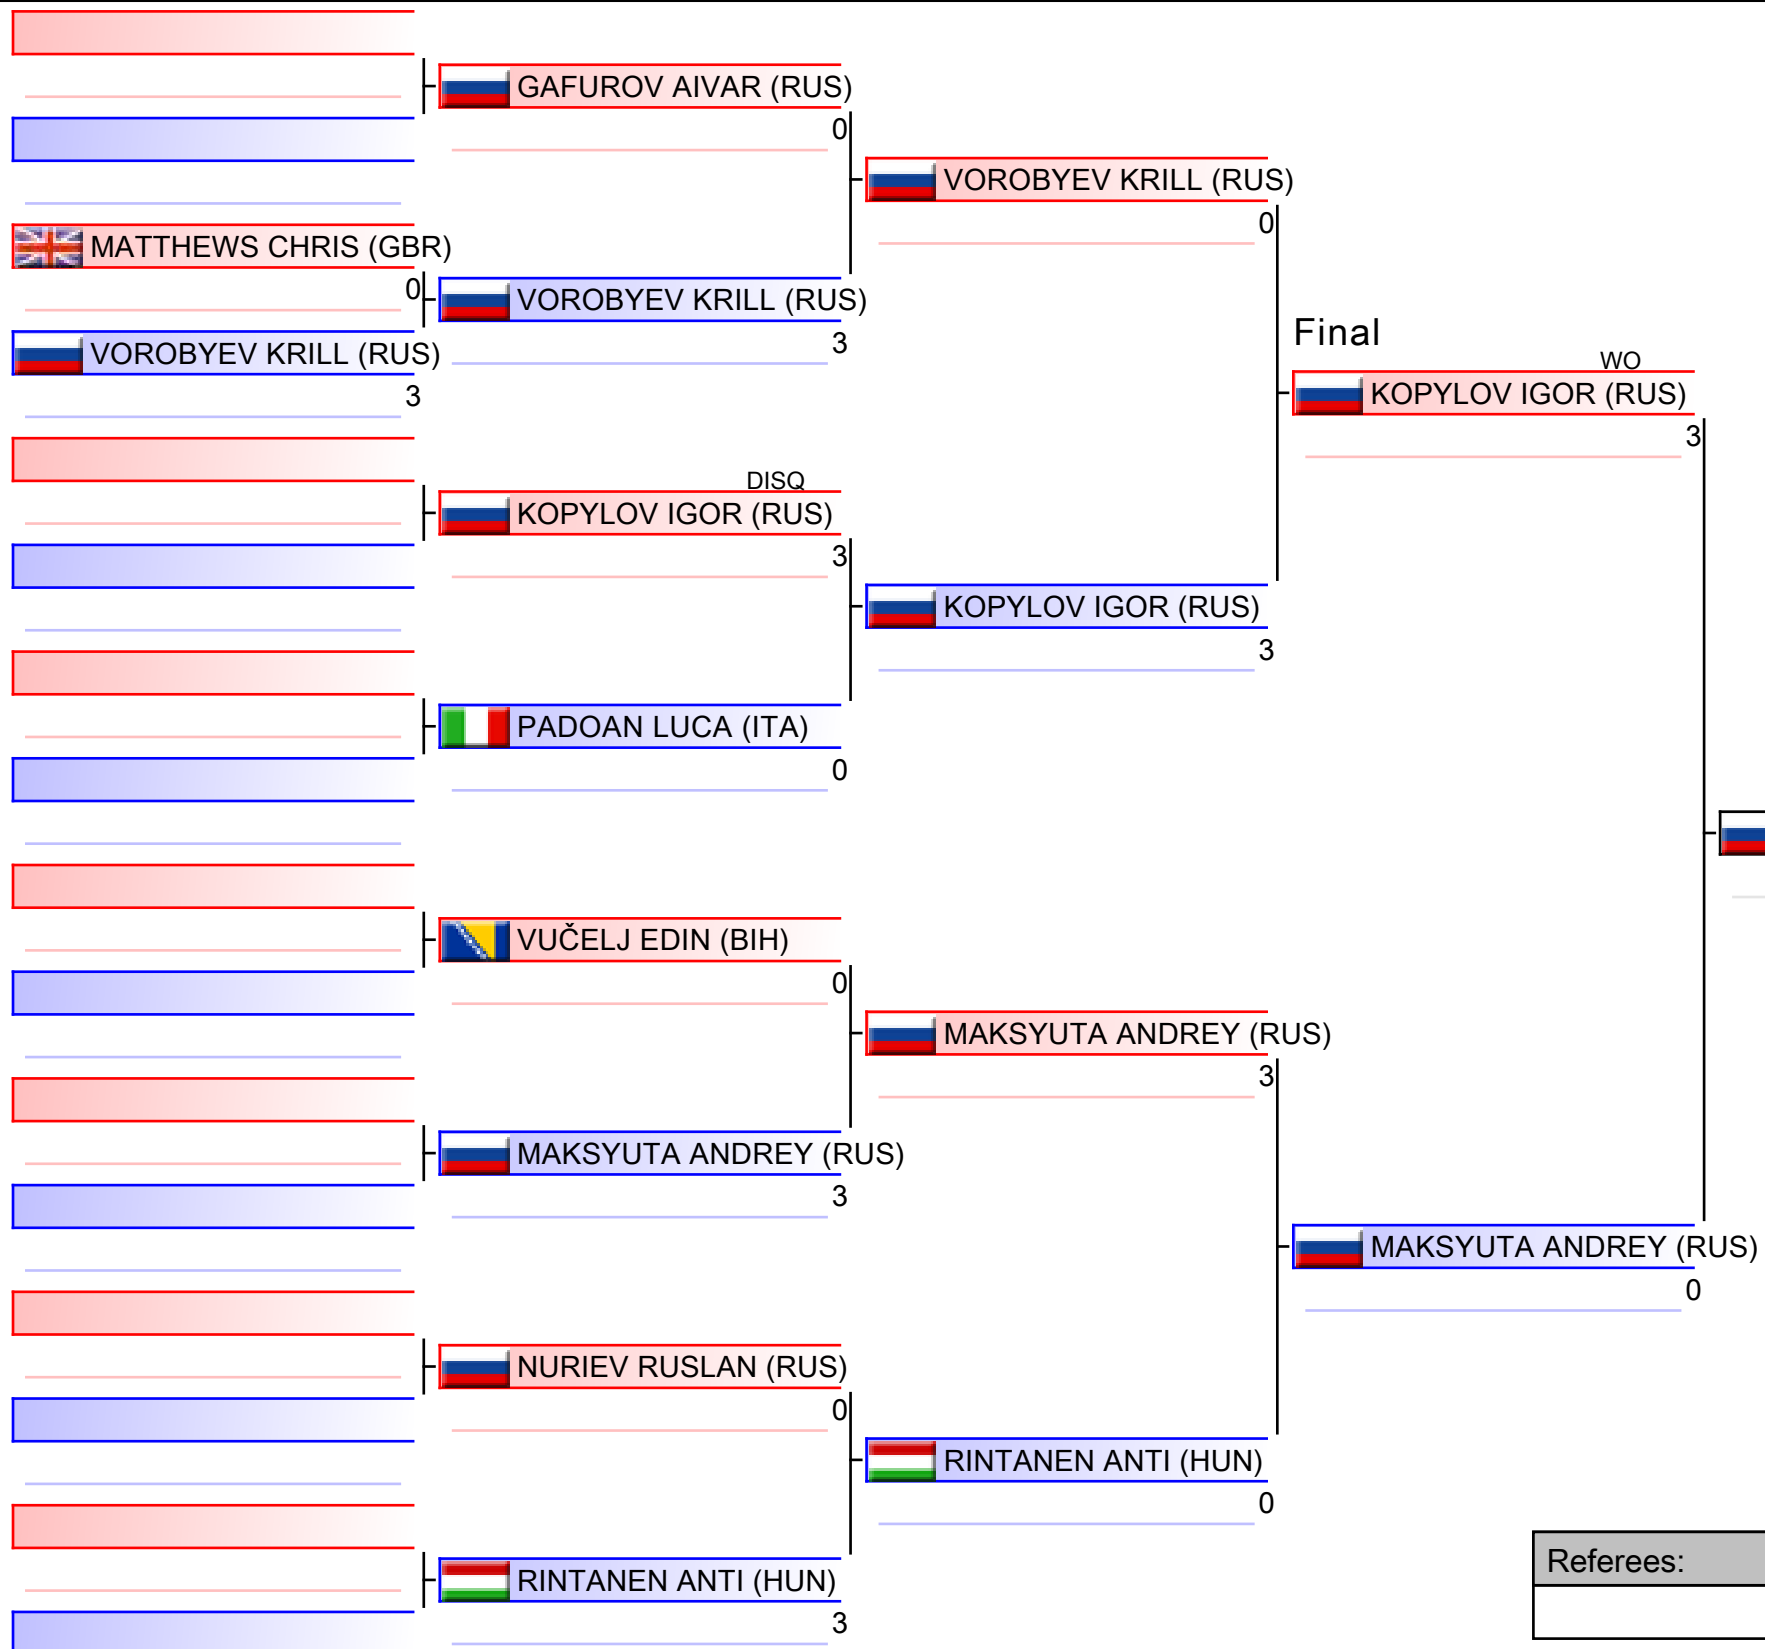 GAFUROV AIVAR (RUS)
0
VOROBYEV KRILL (RUS)
0
MATTHEWS CHRIS (GBR)
0
VOROBYEV KRILL (RUS)
3
VOROBYEV KRILL (RUS)
3
Final
WO
KOPYLOV IGOR (RUS)
3
DISQ
KOPYLOV IGOR (RUS)
3
KOPYLOV IGOR (RUS)
3
PADOAN LUCA (ITA)
0
VUČELJ EDIN (BIH)
0
MAKSYUTA ANDREY (RUS)
3
MAKSYUTA ANDREY (RUS)
3
MAKSYUTA ANDREY (RUS)
0
NURIEV RUSLAN (RUS)
0
RINTANEN ANTI (HUN)
0
RINTANEN ANTI (HUN)
3
Referees: